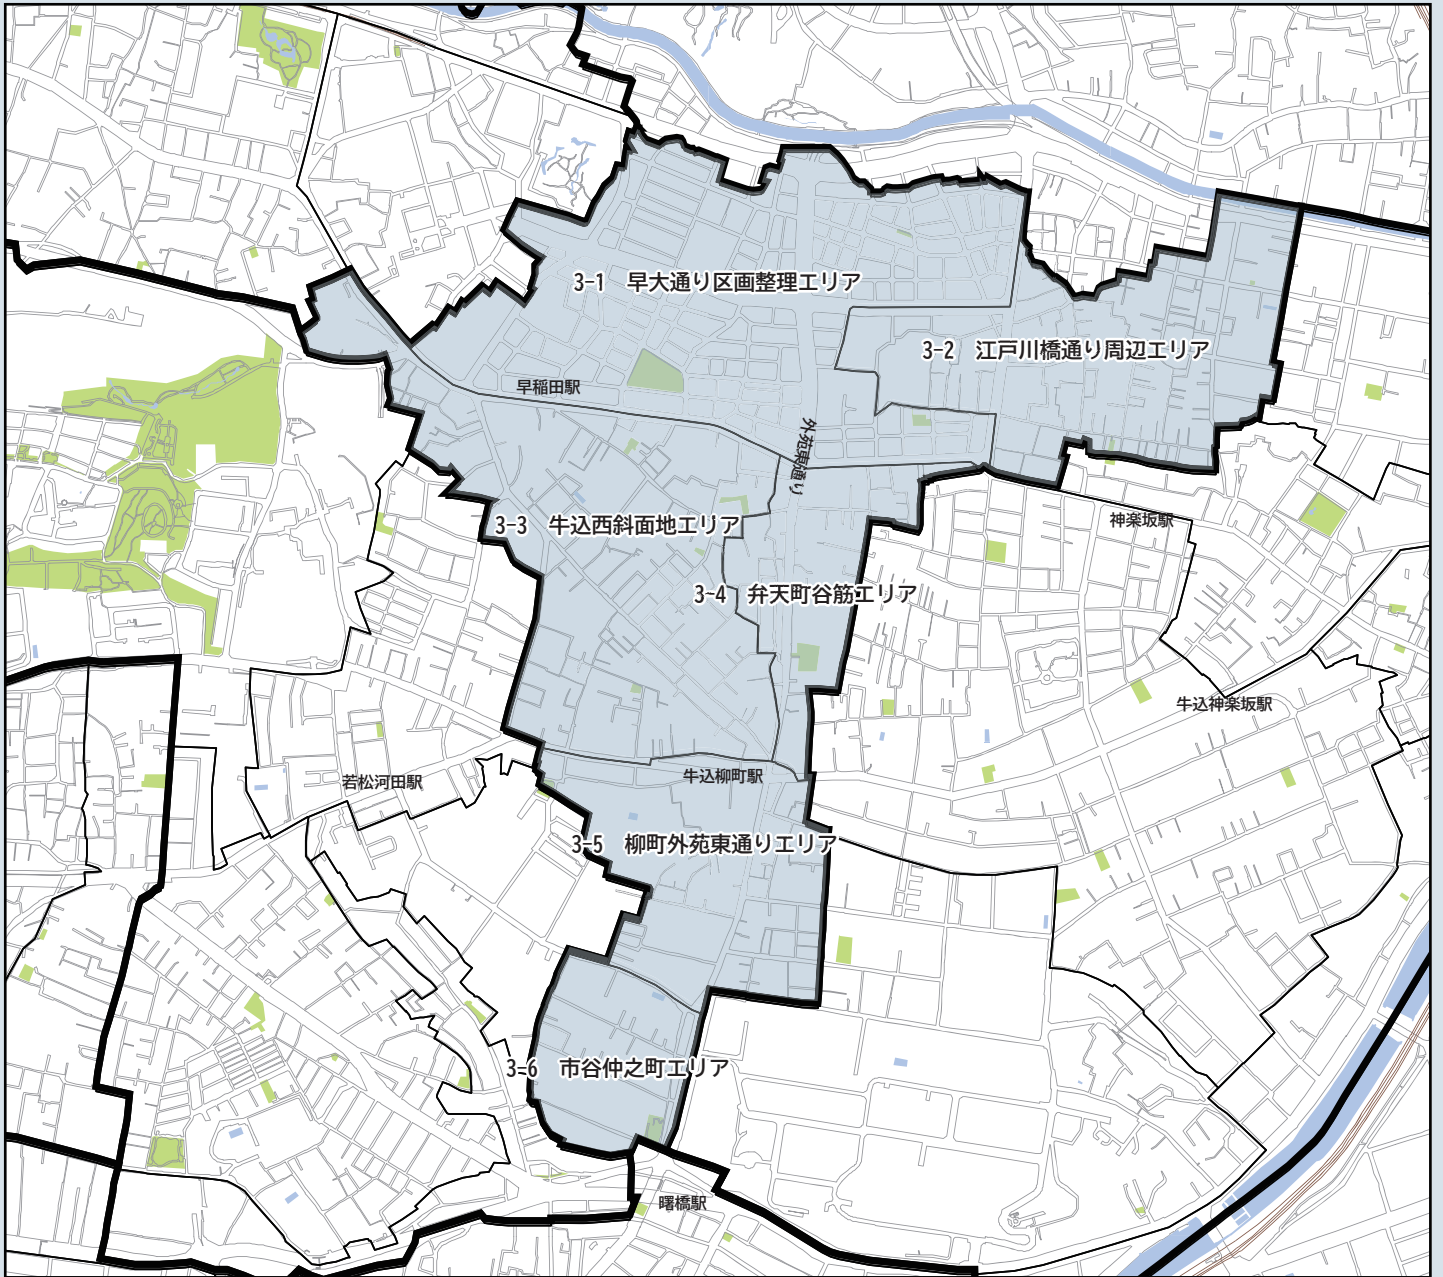 3-1 早大通り区画整理エリア
3-2 江戸川橋通り周辺エリア
早稲田駅
外苑東通り
3-3 牛込西斜面地エリア
神楽坂駅
3-4 弁天町谷筋エリア
牛込神楽坂駅
牛込柳町駅
若松河田駅
3-5 柳町外苑東通りエリア
3-6 市谷仲之町エリア
曙橋駅